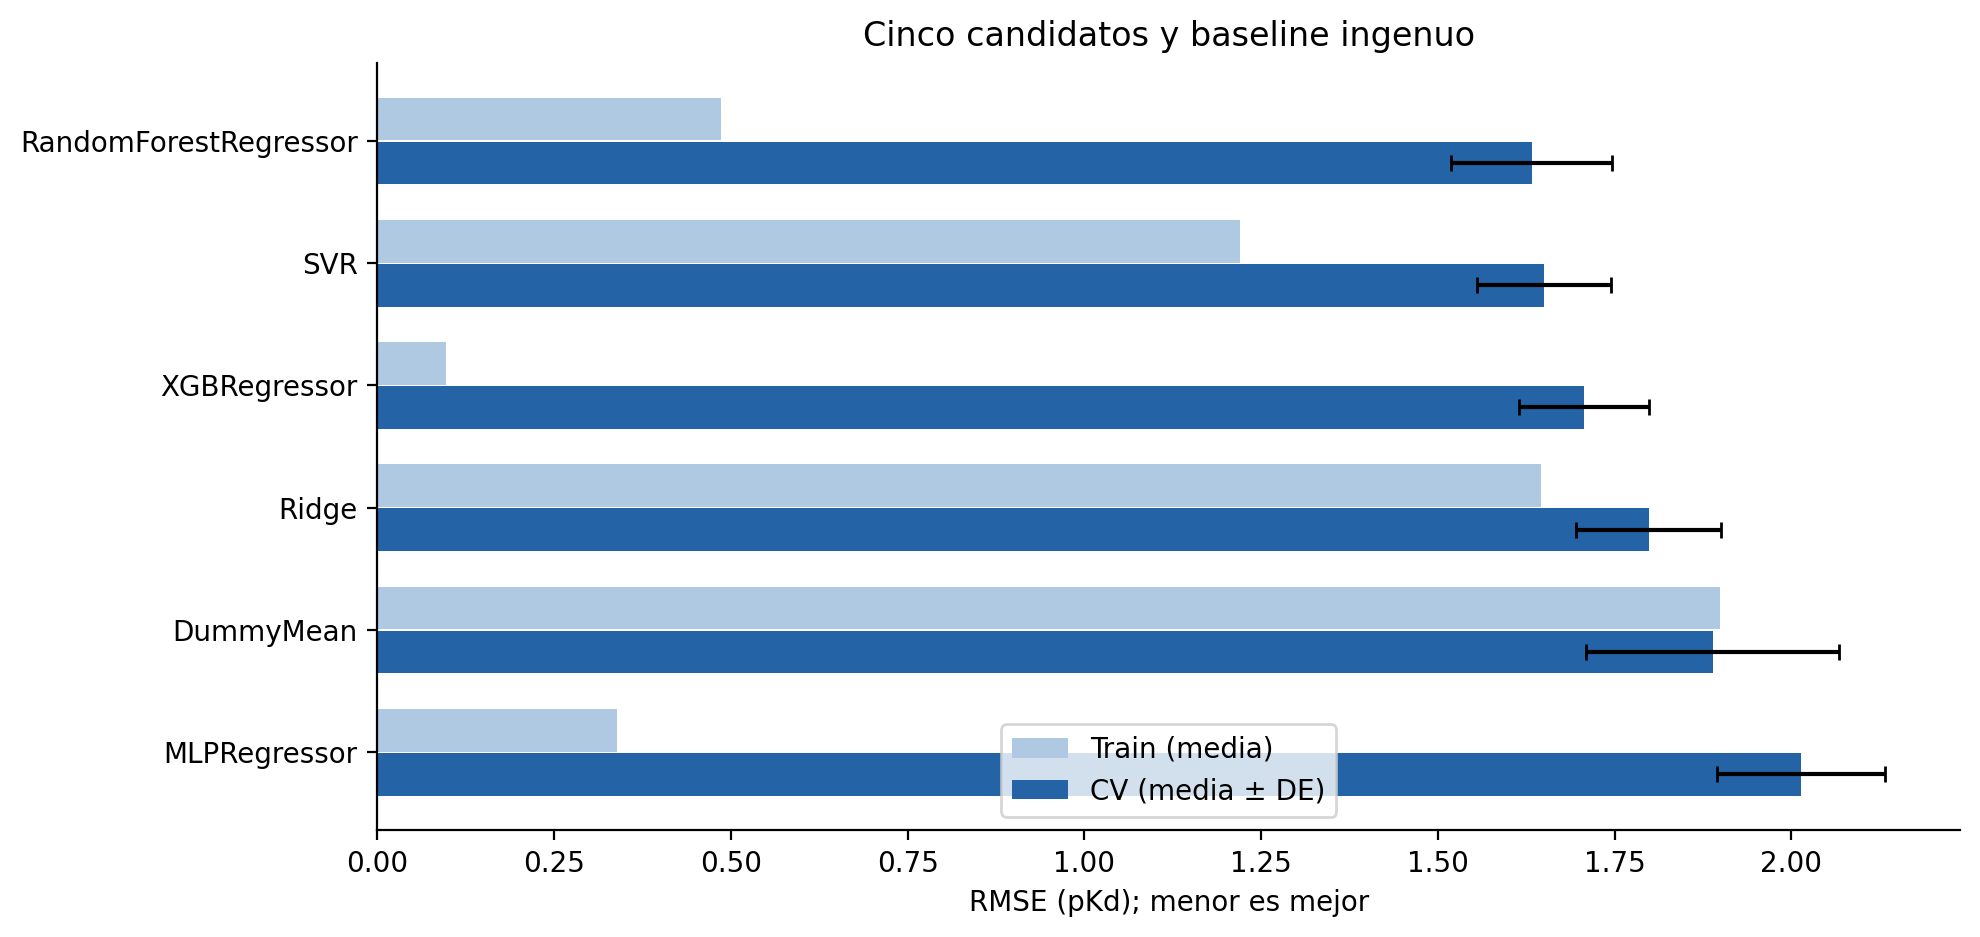 Cinco candidatos y baseline ingenuo
RandomForestRegressor
SVR
XGBRegressor
Ridge
DummyMean
MLPRegressor
Train (media)
CV (media ± DE)
0.00 0.25 0.50 0.75 1.00 1.25 1.50 1.75 2.00
RMSE (pKd); menor es mejor